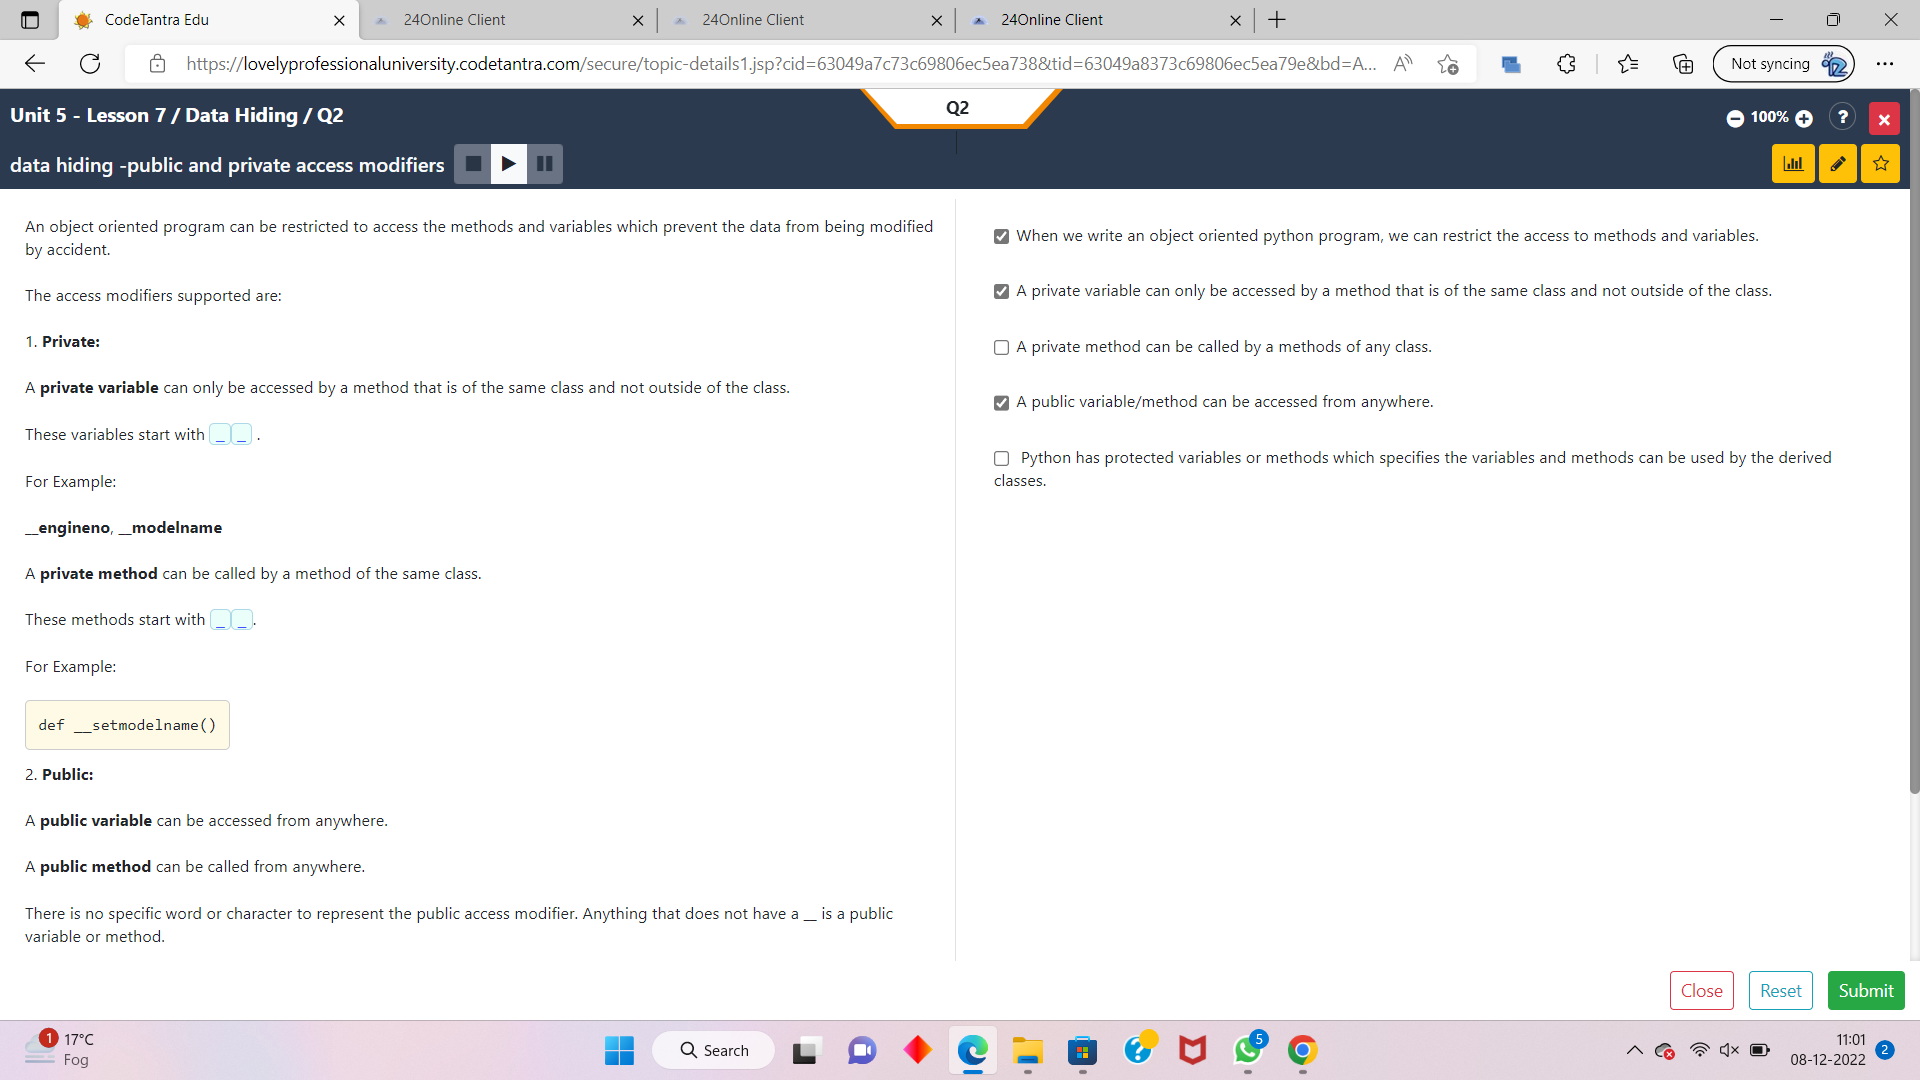 CodeTantra Edu
24Online Client
24Online Client
24Online Client
https://lovelyprofessionaluniversity.codetantra.com/secure/topic-details1.jsp?cid=63049a7c73c69806ec5ea738&tid=63049a8373c69806ec5ea79e&bd=A...
Not syncing
Unit 5 - Lesson 7 / Data Hiding / Q2
Q2
100%
?
data hiding -public and private access modifiers
An object oriented program can be restricted to access the methods and variables which prevent the data from being modified
by accident.
The access modifiers supported are:
1. Private:
A private variable can only be accessed by a method that is of the same class and not outside of the class.
These variables start with _ _ .
For Example:
__engineno, __modelname
A private method can be called by a method of the same class.
These methods start with _ _.
For Example:
def __setmodelname()
2. Public:
A public variable can be accessed from anywhere.
A public method can be called from anywhere.
There is no specific word or character to represent the public access modifier. Anything that does not have a __ is a public
variable or method.
When we write an object oriented python program, we can restrict the access to methods and variables.
A private variable can only be accessed by a method that is of the same class and not outside of the class.
A private method can be called by a methods of any class.
A public variable/method can be accessed from anywhere.
Python has protected variables or methods which specifies the variables and methods can be used by the derived
classes.
Close
Reset
Submit
1
17°C
Fog
Search
5
11:01
08-12-2022
2